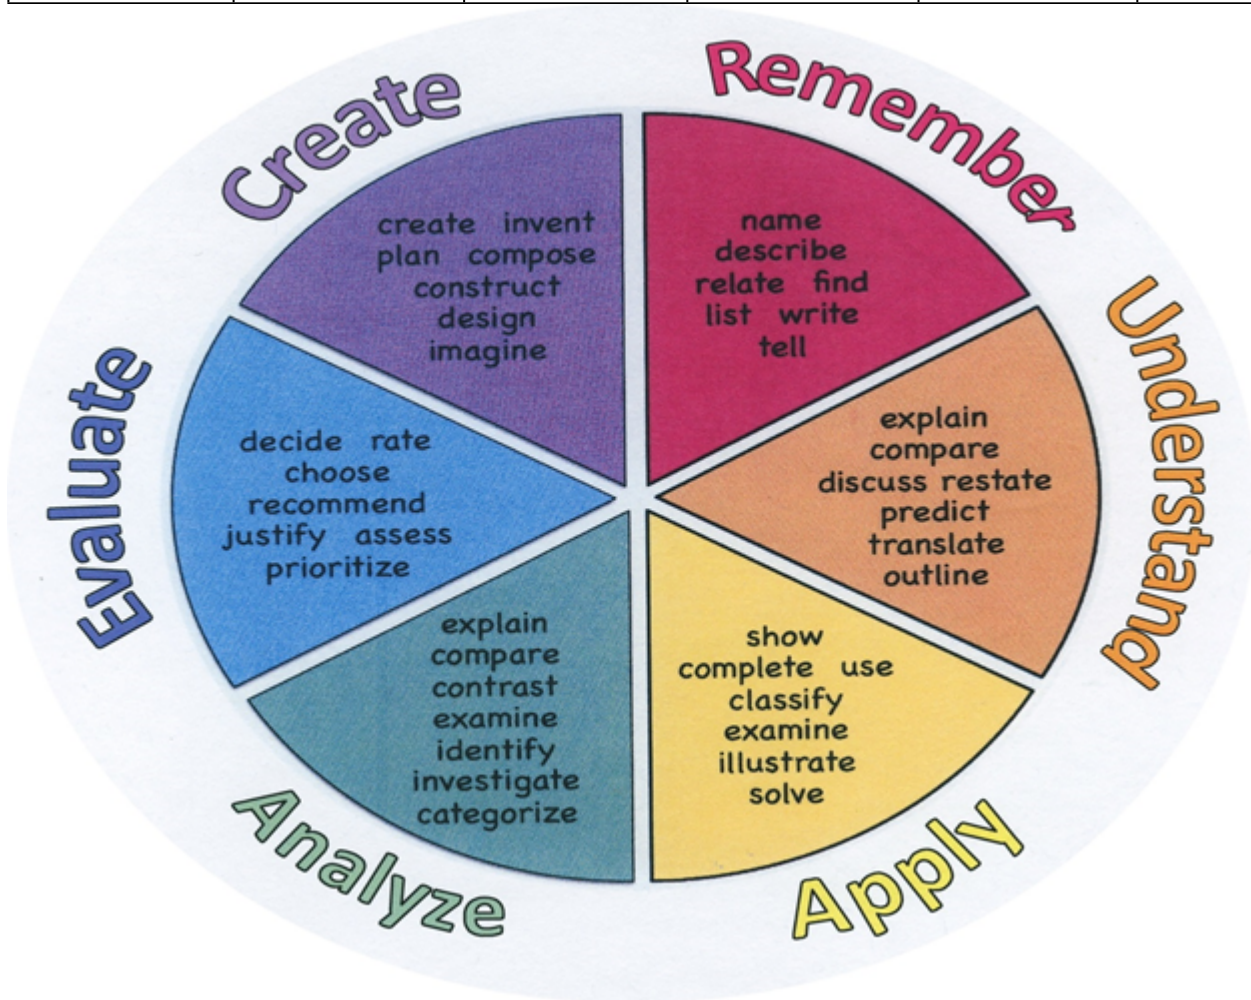 Remember
name
describe
relate find
list write
tell
Understand
explain
compare
discuss restate
predict
translate
outline
Apply
show
complete use
classify
examine
illustrate
solve
Analyze
explain
compare
contrast
examine
identify
investigate
categorize
Evaluate
decide rate
choose
recommend
justify assess
prioritize
Create
create invent
plan compose
construct
design
imagine